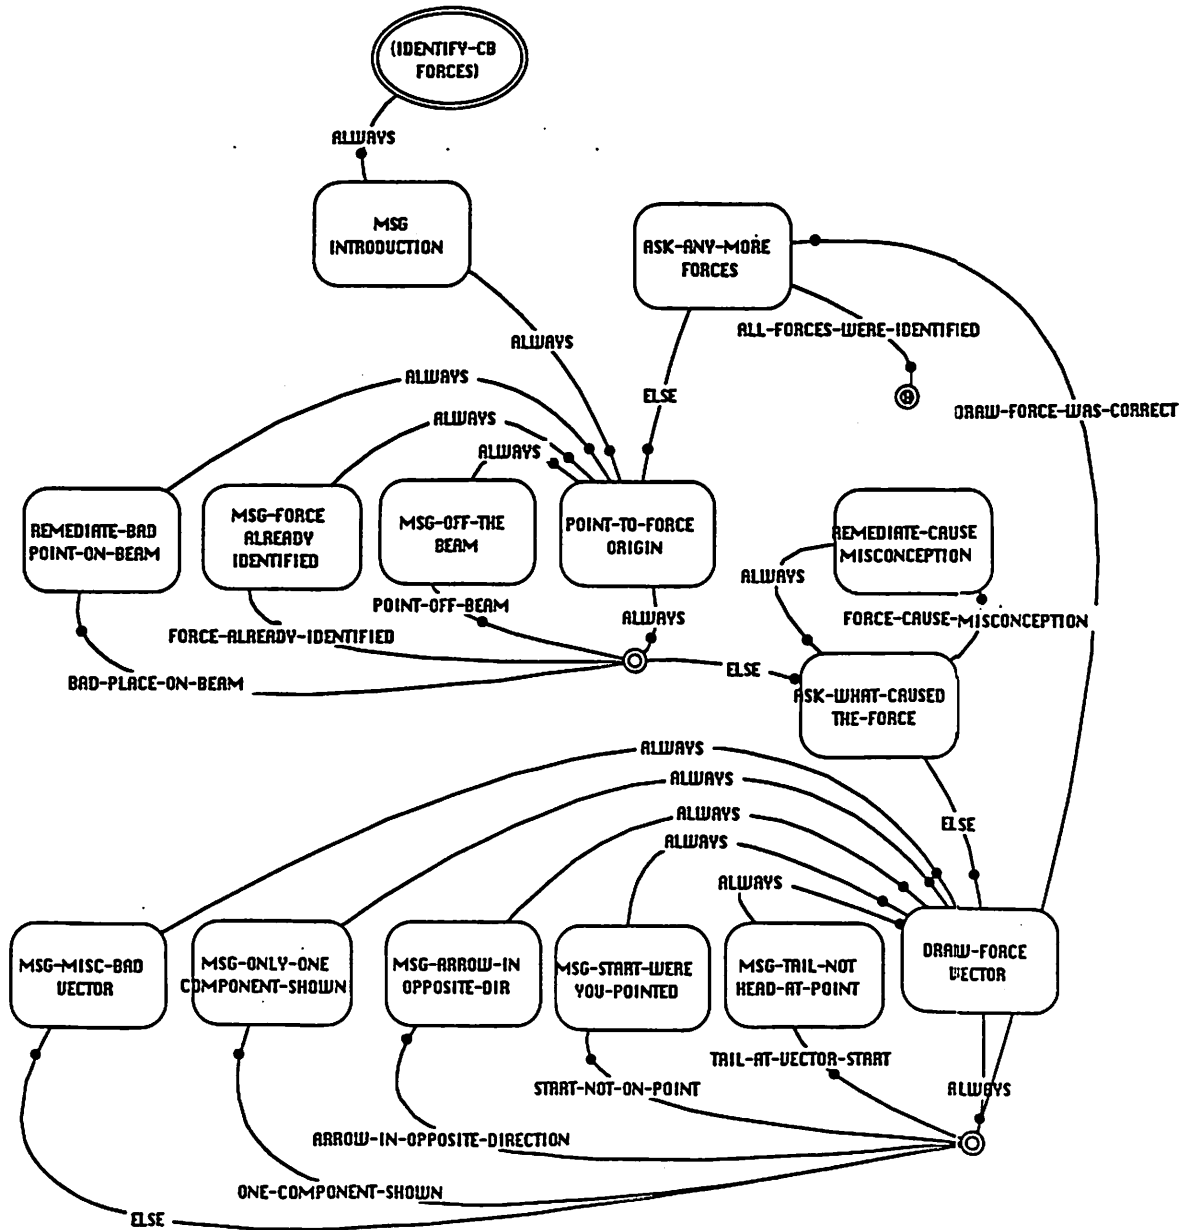 (IDENTIFY-CB
FORCES)
ALWAYS
MSG
INTRODUCTION
ASK-ANY-MORE
FORCES
ALL-FORCES-WERE-IDENTIFIED
ALWAYS
ALWAYS
ELSE
DRAW-FORCE-WAS-CORRECT
ALWAYS
ALWAYS
REMEDIATE-BAD
POINT-ON-BEAM
MSG-FORCE
ALREADY
IDENTIFIED
MSG-OFF-THE
BEAM
POINT-TO-FORCE
ORIGIN
REMEDIATE-CAUSE
MISCONCEPTION
ALWAYS
POINT-OFF-BEAM
ALWAYS
FORCE-CAUSE-MISCONCEPTION
FORCE-ALREADY-IDENTIFIED
BAD-PLACE-ON-BEAM
ELSE
ASK-WHAT-CAUSED
THE-FORCE
ALWAYS
ALWAYS
ALWAYS
ELSE
ALWAYS
ALWAYS
MSG-MISC-BAD
VECTOR
MSG-ONLY-ONE
COMPONENT-SHOWN
MSG-ARROW-IN
OPPOSITE-DIR
MSG-START-WERE
YOU-POINTED
MSG-TAIL-NOT
HEAD-AT-POINT
DRAW-FORCE
VECTOR
TAIL-AT-VECTOR-START
START-NOT-ON-POINT
ALWAYS
ARROW-IN-OPPOSITE-DIRECTION
ONE-COMPONENT-SHOWN
ELSE